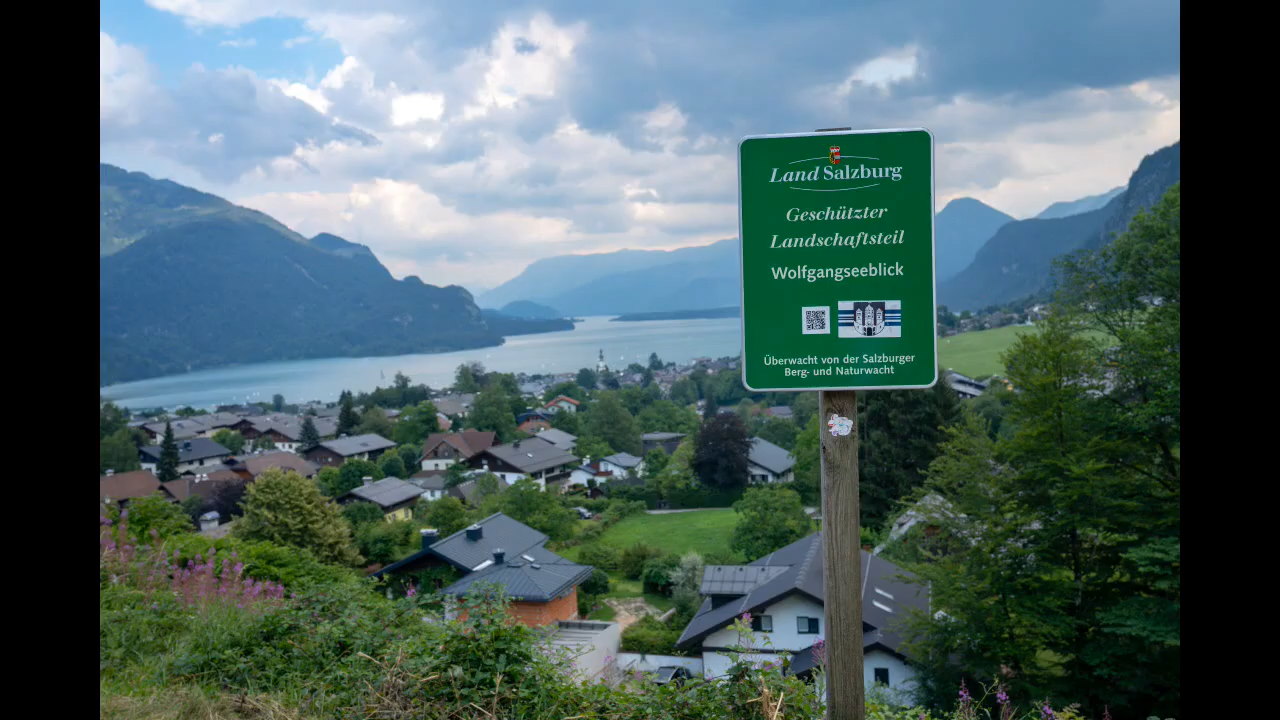 Land Salzburg
Geschützter
Landschaftsteil
Wolfgangseeblick
Überwacht von der Salzburger
Berg- und Naturwacht